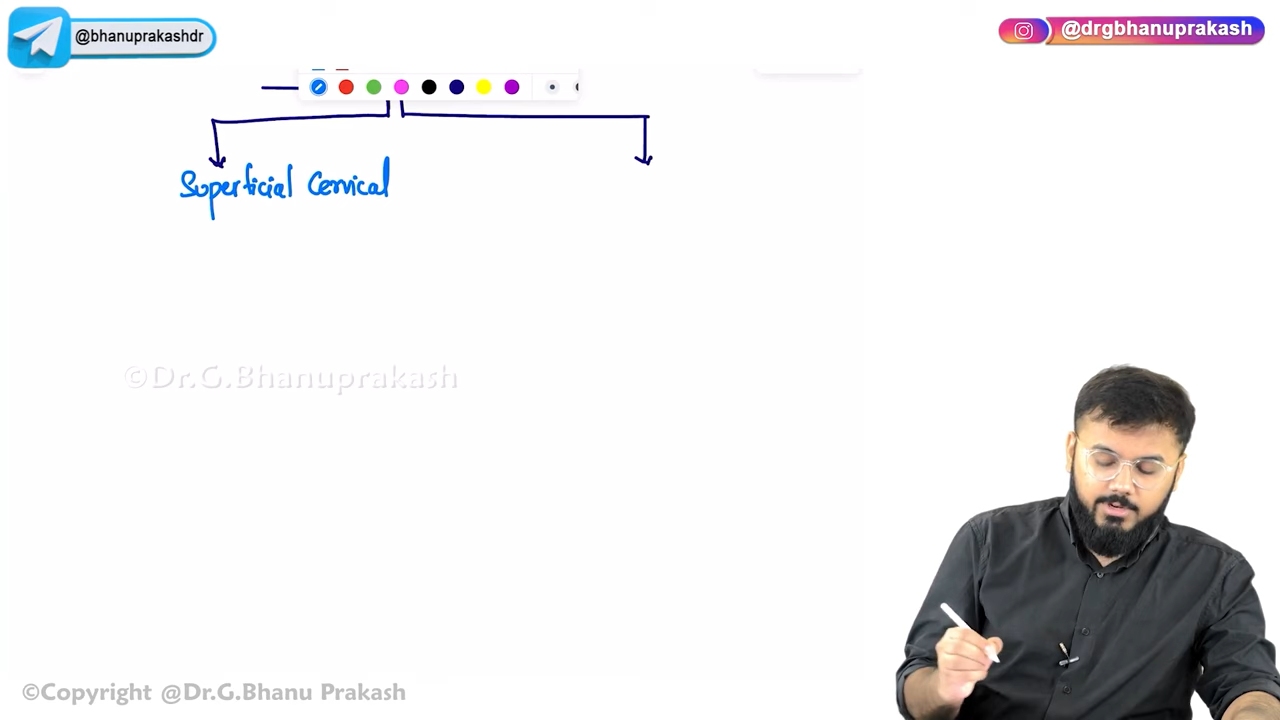 @bhanuprakashdr
@drgbhanuprakash
Superficial Cervical
©Dr.G.Bhanuprakash
©Copyright @Dr.G.Bhanu Prakash